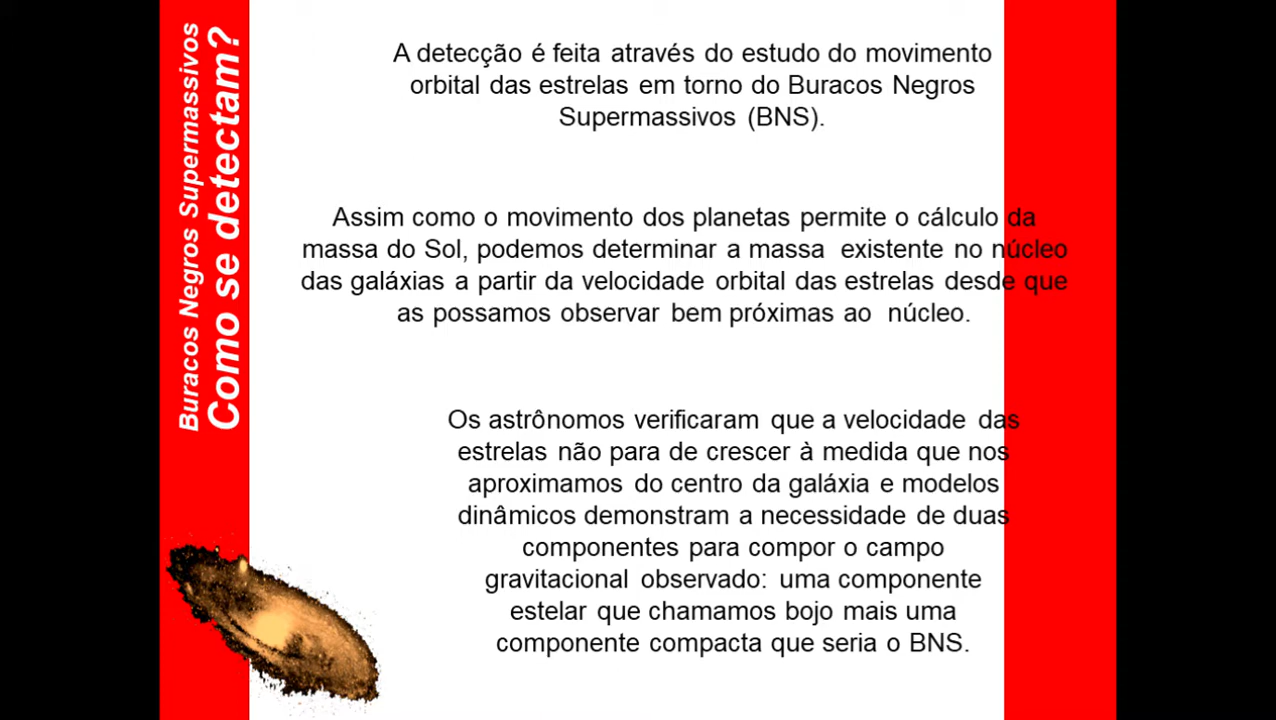 Buracos Negros Supermassivos
Como se detectam?
A detecção é feita através do estudo do movimento
orbital das estrelas em torno do Buracos Negros
Supermassivos (BNS).
Assim como o movimento dos planetas permite o cálculo da
massa do Sol, podemos determinar a massa existente no núcleo
das galáxias a partir da velocidade orbital das estrelas desde que
as possamos observar bem próximas ao núcleo.
Os astrônomos verificaram que a velocidade das
estrelas não para de crescer à medida que nos
aproximamos do centro da galáxia e modelos
dinâmicos demonstram a necessidade de duas
componentes para compor o campo
gravitacional observado: uma componente
estelar que chamamos bojo mais uma
componente compacta que seria o BNS.